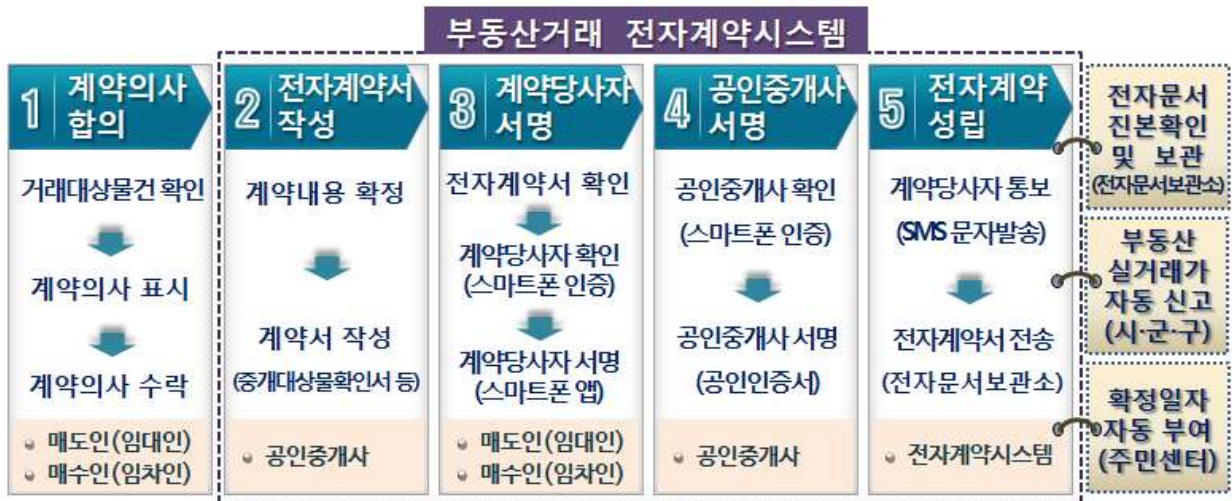 부동산거래 전자계약시스템
1 계약의사
합의
거래대상물건 확인
계약의사 표시
계약의사 수락
매도인(임대인)
매수인(임차인)
2 전자계약서
작성
계약내용 확정
계약서 작성
(중개대상물확인서 등)
공인중개사
3 계약당사자
서명
전자계약서 확인
계약당사자 확인
(스마트폰 인증)
계약당사자 서명
(스마트폰 앱)
매도인(임대인)
매수인(임차인)
4 공인중개사
서명
공인중개사 확인
(스마트폰 인증)
공인중개사 서명
(공인인증서)
공인중개사
5 전자계약
성립
계약당사자 통보
(SMS 문자발송)
전자계약서 전송
(전자문서보관소)
전자계약시스템
전자문서
진본확인
및 보관
(전자문서보관소)
부동산
실거래가
자동 신고
(시·군·구)
확정일자
자동 부여
(주민센터)